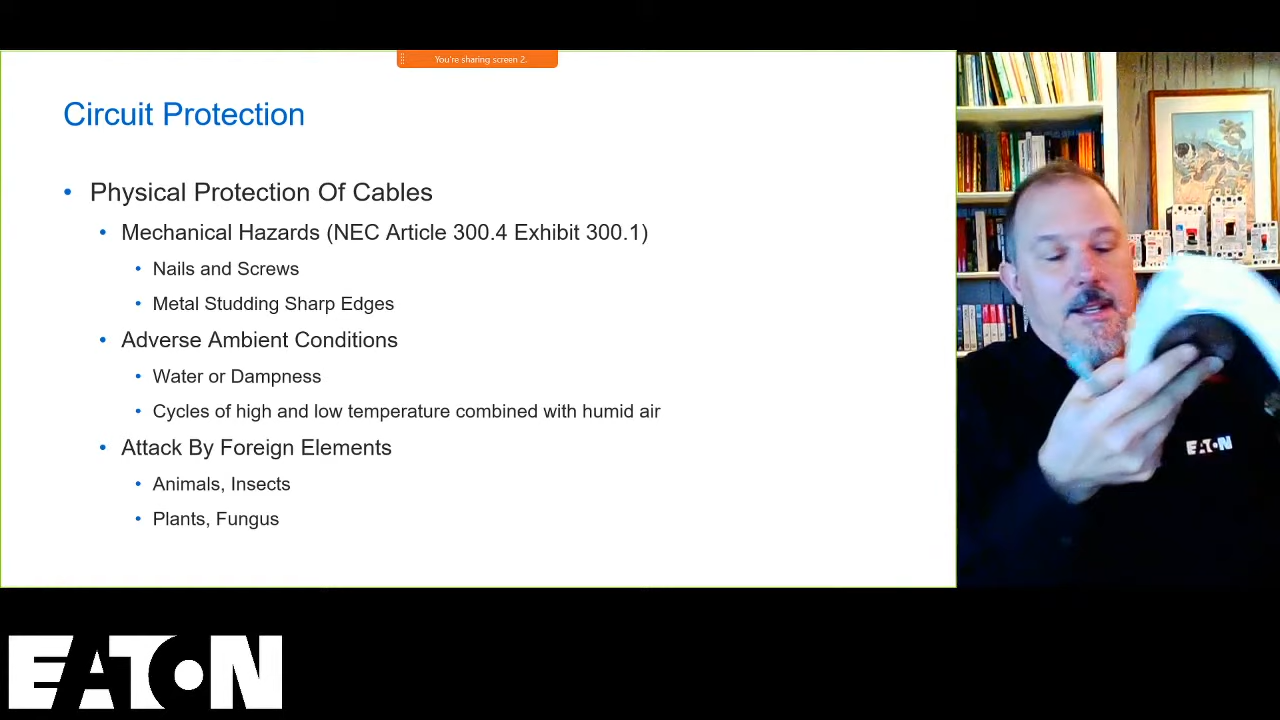 You're sharing screen 2.
Circuit Protection
• Physical Protection Of Cables
• Mechanical Hazards (NEC Article 300.4 Exhibit 300.1)
• Nails and Screws
• Metal Studding Sharp Edges
• Adverse Ambient Conditions
• Water or Dampness
• Cycles of high and low temperature combined with humid air
• Attack By Foreign Elements
• Animals, Insects
• Plants, Fungus
EATON
EATON